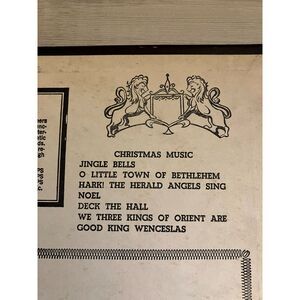 CHRISTMAS MUSIC
JINGLE BELLS
O LITTLE TOWN OF BETHLEHEM
HARK! THE HERALD ANGELS SING
NOEL
DECK THE HALL
WE THREE KINGS OF ORIENT ARE
GOOD KING WENCESLAS